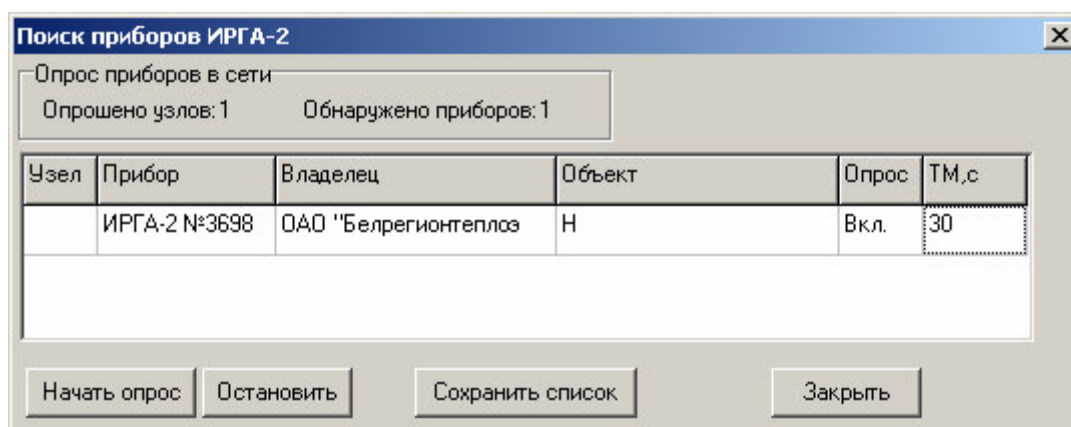 Поиск приборов ИРГА-2
Опрос приборов в сети
Опрошено узлов:1 Обнаружено приборов:1
Узел Прибор Владелец Объект Опрос ТМ,с
ИРГА-2 №3698 ОАО "Белрегионтеплоэ Н Вкл. 30
Начать опрос Остановить Сохранить список Закрыть